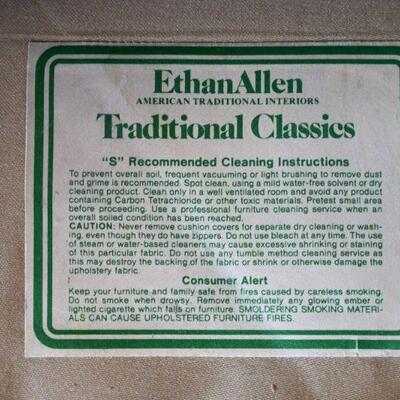 EthanAllen
AMERICAN TRADITIONAL INTERIORS
Traditional Classics
"S" Recommended Cleaning Instructions
To prevent overall soil, frequent vacuuming or light brushing to remove dust
and grime is recommended. Spot clean, using a mild water-free solvent or dry
cleaning product. Clean only in a well ventilated room and avoid any product
containing Carbon Tetrachloride or other toxic materials. Pretest small area
before proceeding. Use a professional furniture cleaning service when an
overall soiled condition has been reached.
CAUTION: Never remove cushion covers for separate dry cleaning or wash-
ing, even though they do have zippers. Do not use bleach at any time. The use
of steam or water-based cleaners may cause excessive shrinking or staining
of this particular fabric. Do not use any tumble method cleaning service as
this may destroy the backing of the fabric or shrink or otherwise damage the
upholstery fabric.
Consumer Alert
Keep your furniture and family safe from fires caused by careless smoking.
Do not smoke when drowsy. Remove immediately any glowing ember or
lighted cigarette which falls on furniture. SMOLDERING SMOKING MATERI-
ALS CAN CAUSE UPHOLSTERED FURNITURE FIRES.